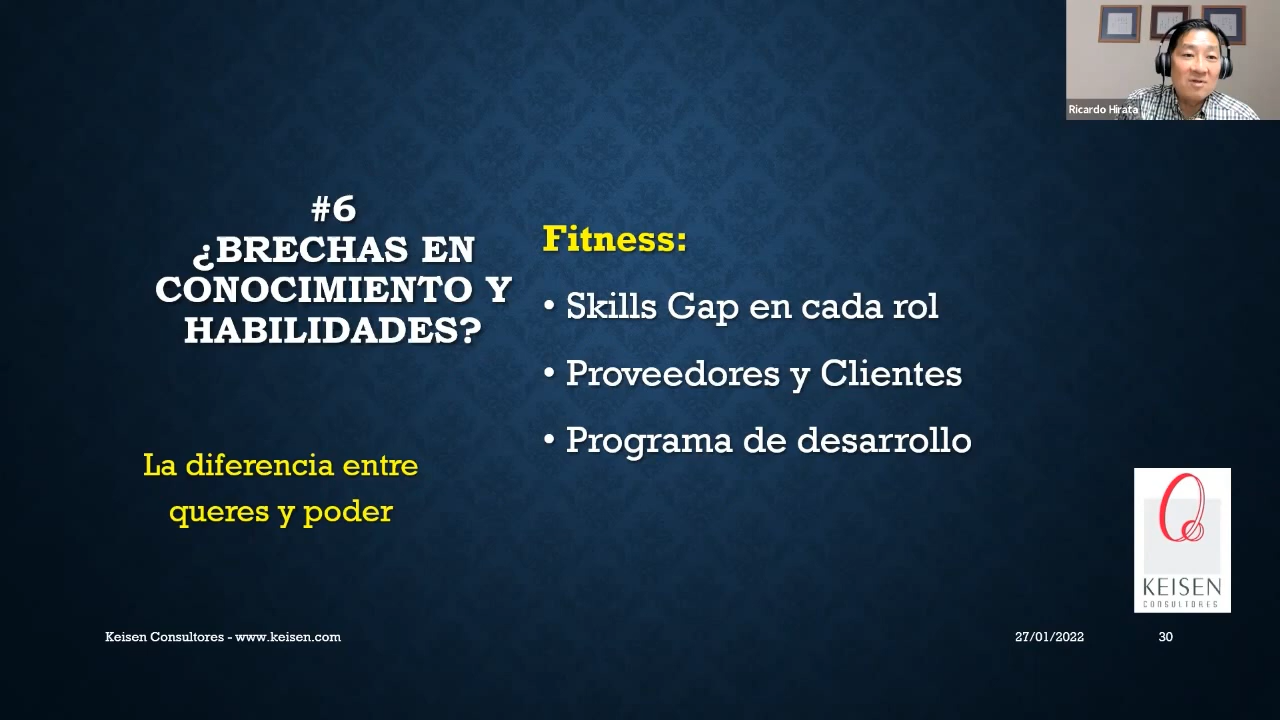 Ricardo Hirata
#6
¿BRECHAS EN
CONOCIMIENTO Y
HABILIDADES?
La diferencia entre
queres y poder
Fitness:
• Skills Gap en cada rol
• Proveedores y Clientes
• Programa de desarrollo
KEISEN
CONSULTORES
Keisen Consultores - www.keisen.com
27/01/2022
30